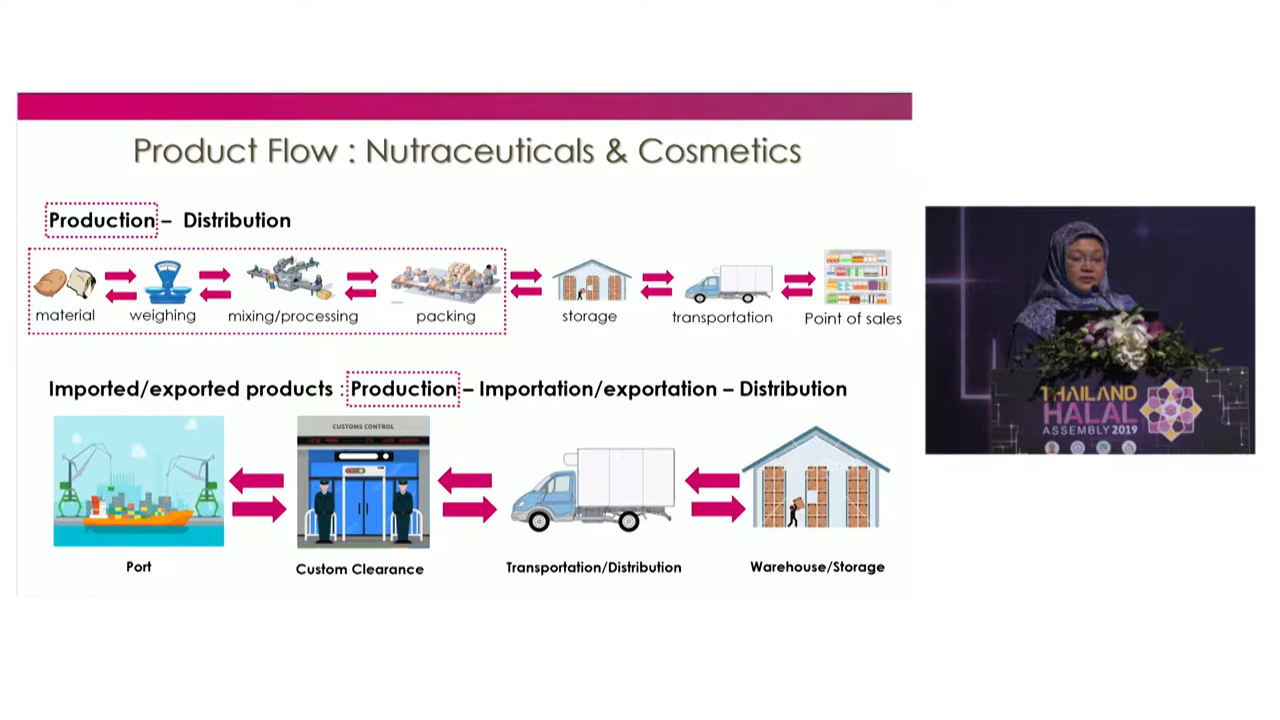 Product Flow : Nutraceuticals & Cosmetics
Production – Distribution
material
weighing
mixing/processing
packing
storage
transportation
Point of sales
Imported/exported products : Production – Importation/exportation – Distribution
CUSTOMS CONTROL
Port
Custom Clearance
Transportation/Distribution
Warehouse/Storage
THAILAND
HALAL
ASSEMBLY 2019